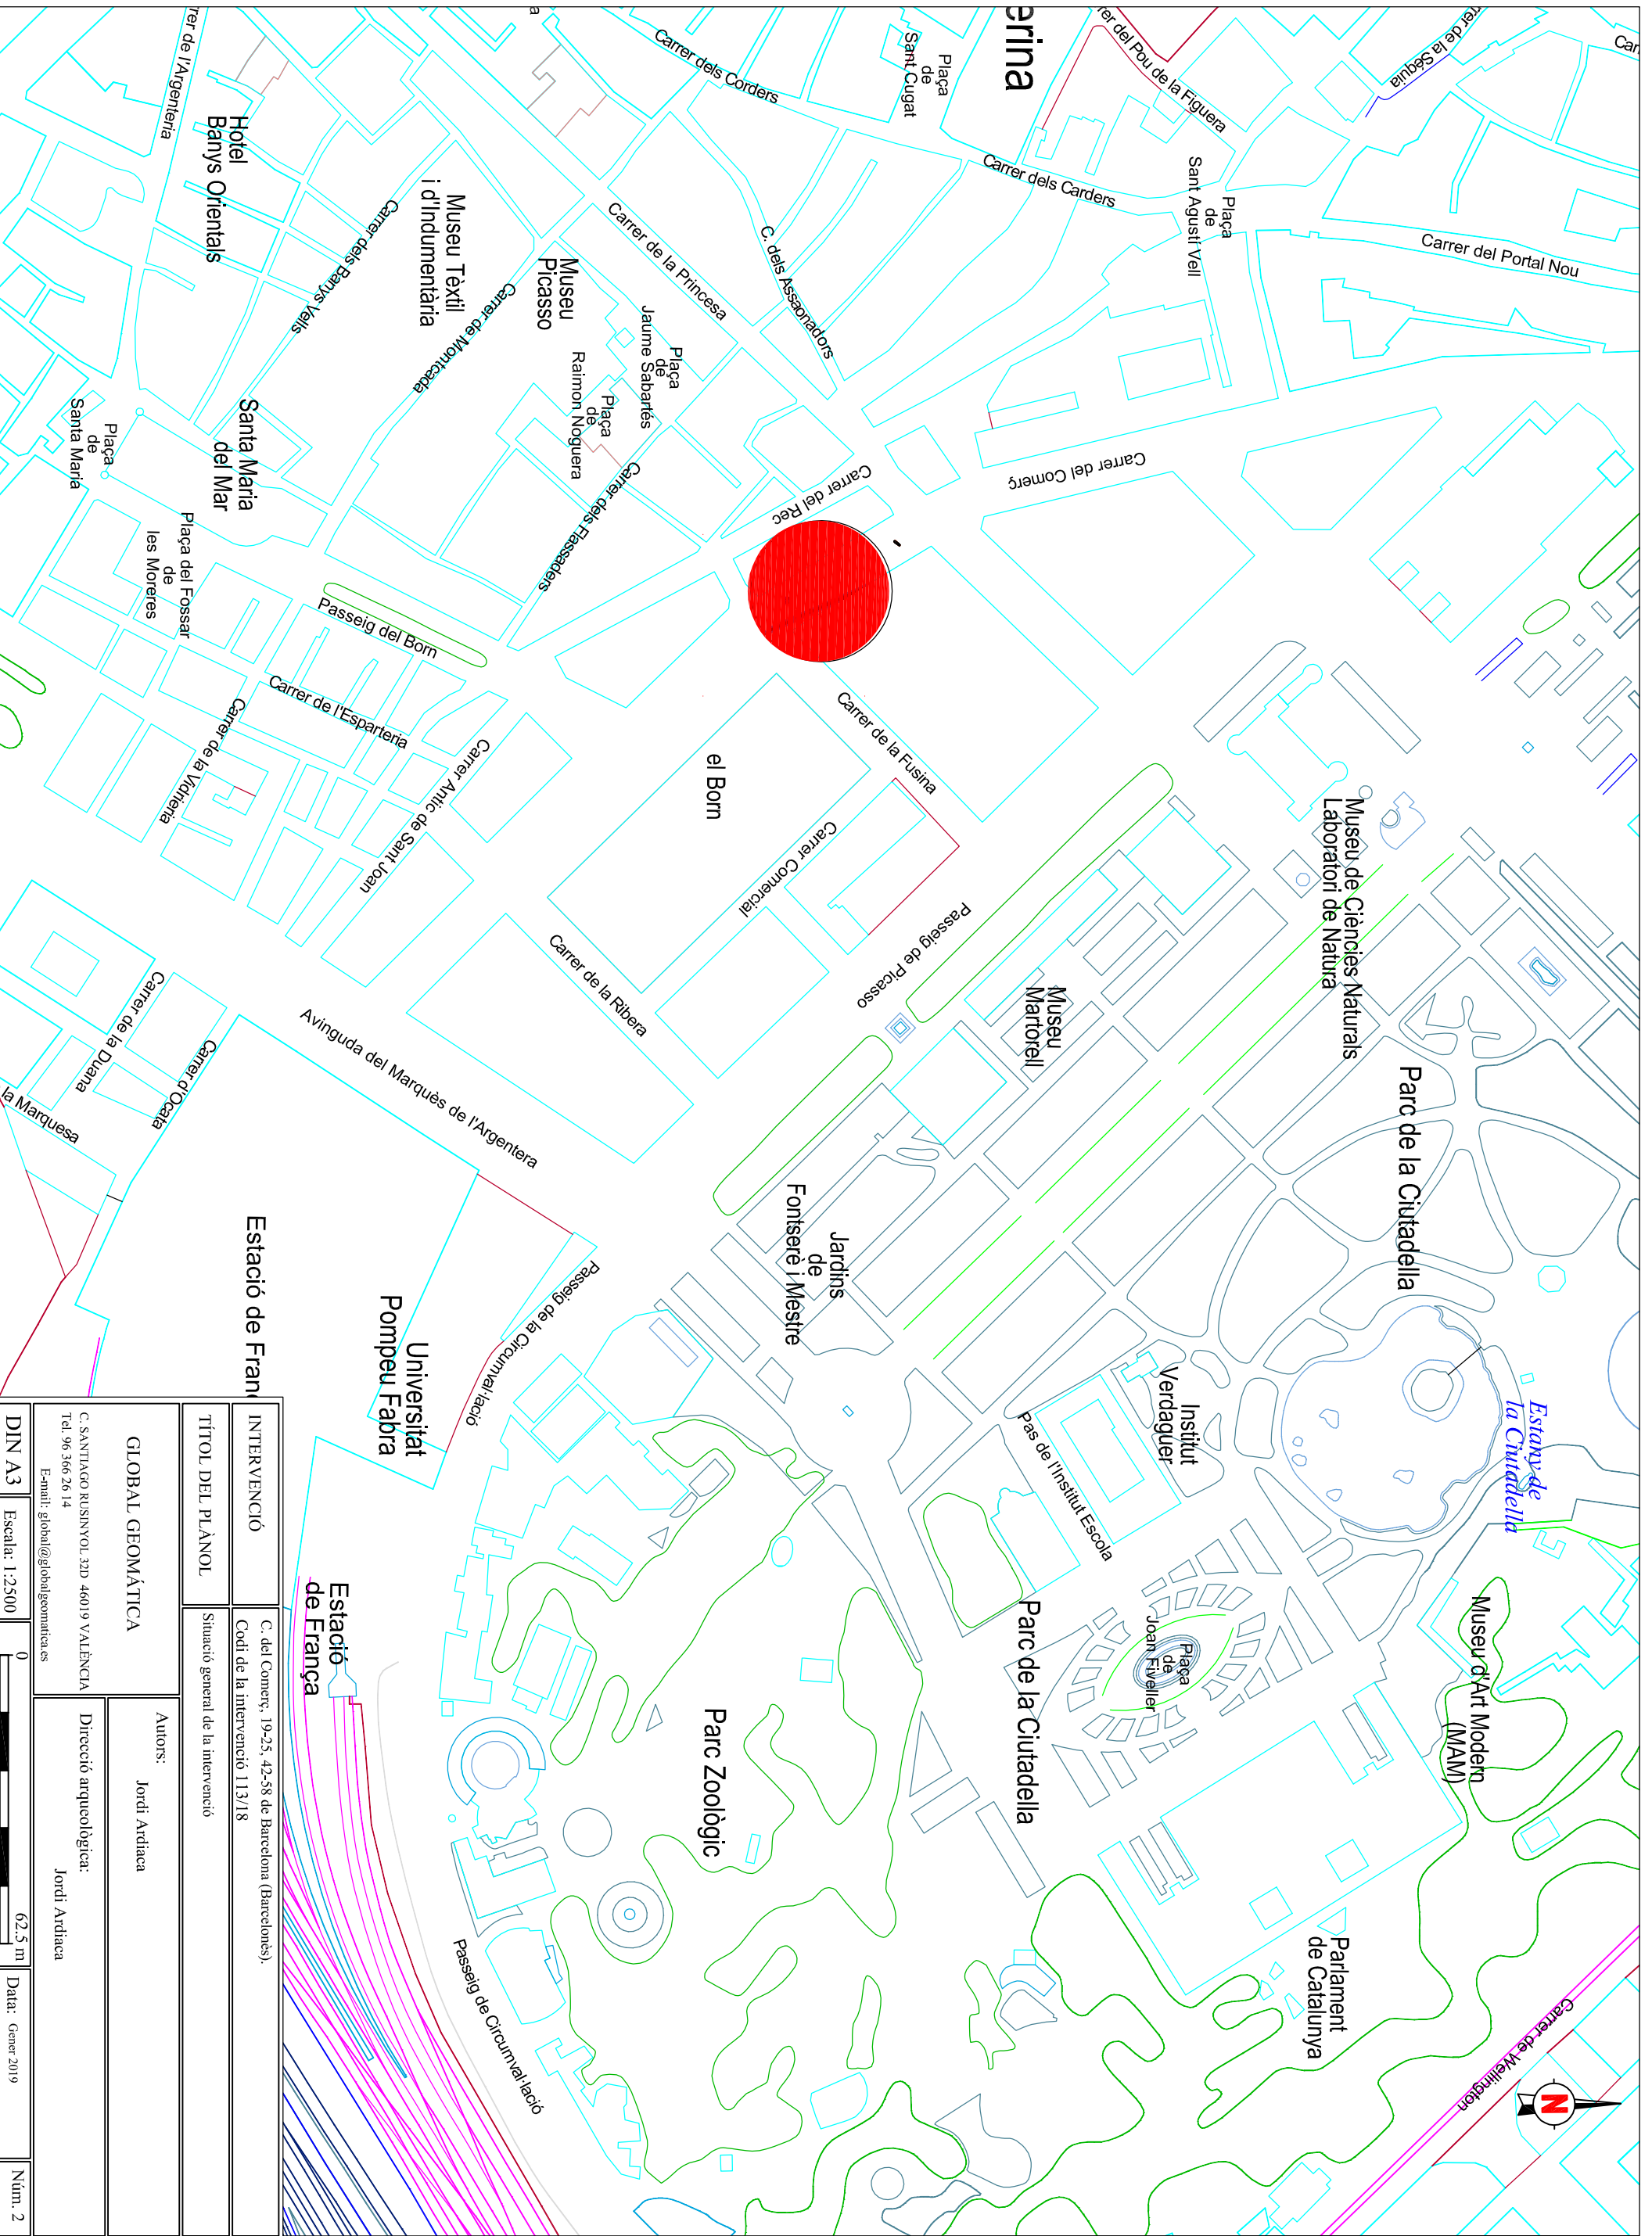 Carrer dels Corders
Plaça
de
Sant Cugat
erina
rer del Pou de la Figuera
rer de la Sèquia
Carrer dels Carders
Plaça
de
Sant Agustí Vell
Carrer del Portal Nou
rer de l'Argenteria
Hotel
Banys Orientals
Carrer dels Banys Vells
Museu Tèxtil
i d'Indumentària
Carrer de Montcada
Museu
Picasso
Carrer de la Princesa
C. dels Assaonadors
Plaça
de
Jaume Sabartés
Plaça
de
Raimon Noguera
Carrer dels Flassaders
Carrer del Rec
Carrer del Comerç
Santa Maria
del Mar
Plaça
de
Santa Maria
Plaça del Fossar
de
les Moreres
Passeig del Born
Carrer de l'Esparteria
Carrer de la Vidrieria
Carrer Antic de Sant Joan
el Born
Carrer de la Fusina
Carrer Comercial
Carrer de la Ribera
Passeig de Picasso
Museu
Martorell
Museu de Ciències Naturals
Laboratori de Natura
Parc de la Ciutadella
Carrer de la Duana
Carrer d'Ocata
la Marquesa
Avinguda del Marquès de l'Argentera
Estació de Fran
Universitat
Pompeu Fabra
Passeig de la Circumval·lació
Jardins
de
Fontserè i Mestre
Institut
Verdaguer
Pas de l'Institut Escola
Estany de
la Ciutadella
Plaça
de
Joan Fiveller
Parc de la Ciutadella
Museu d'Art Modern
(MAM)
Estació
de França
Parc Zoològic
Parlament
de Catalunya
Passeig de Circumval·lació
Carrer de Wellington
N
INTERVENCIÓ
C. del Comerç, 19-25, 42-58 de Barcelona (Barcelonès).
Codi de la intervenció 113/18
TÍTOL DEL PLÀNOL
Situació general de la intervenció
GLOBAL GEOMÁTICA
C. SANTIAGO RUSINYOL 32D 46019 VALÈNCIA
Tel. 96 366 26 14
E-mail: global@globalgeomatica.es
Autors:
Jordi Ardiaca
Direcció arqueològica:
Jordi Ardiaca
DIN A3
Escala: 1:2500
0
62.5 m
Data: Gener 2019
Núm. 2